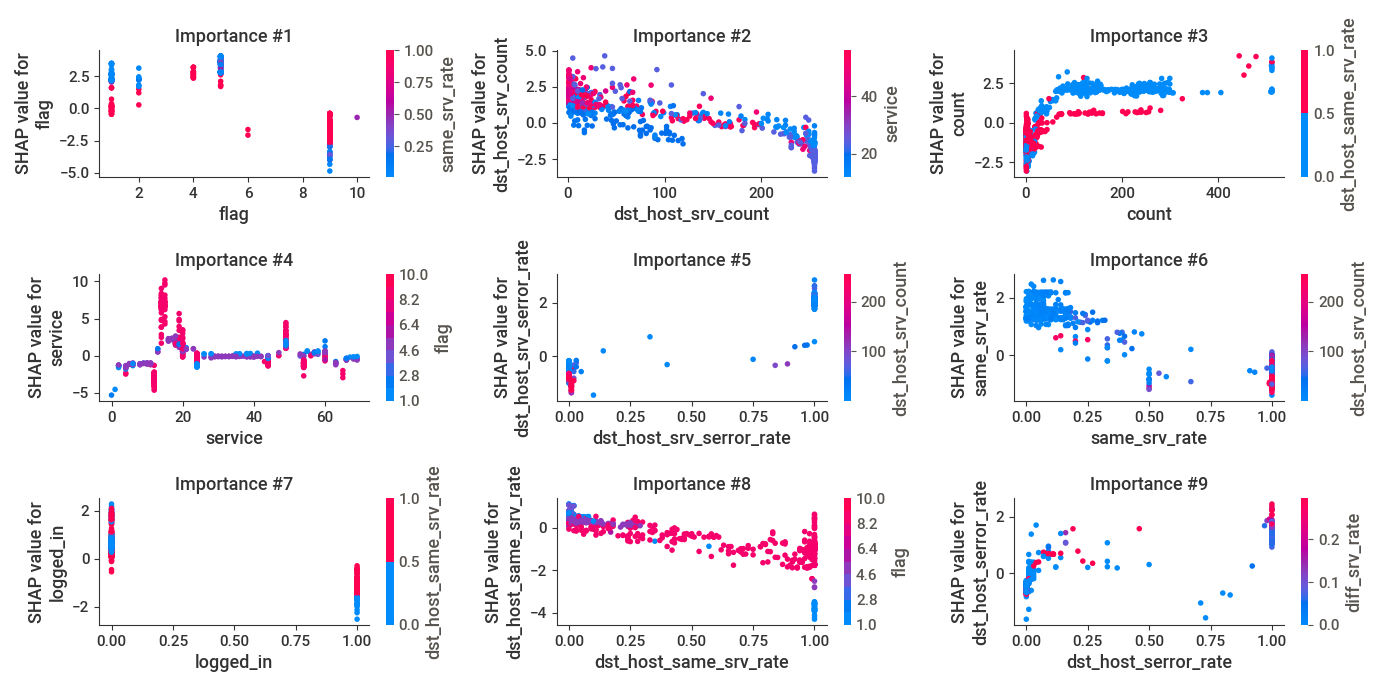 Importance #1
SHAP value for
flag
2.5
0.0
−2.5
−5.0
2
4
6
8
10
flag
1.00
0.75
0.50
0.25
same_srv_rate
Importance #2
SHAP value for
dst_host_srv_count
5.0
2.5
0.0
−2.5
0
100
200
dst_host_srv_count
40
20
service
Importance #3
SHAP value for
count
2.5
0.0
−2.5
0
200
400
count
1.0
0.5
0.0
dst_host_same_srv_rate
Importance #4
SHAP value for
service
10
5
0
−5
0
20
40
60
service
10.0
8.2
6.4
4.6
2.8
1.0
flag
Importance #5
SHAP value for
dst_host_srv_serror_rate
2
0
0.00
0.25
0.50
0.75
1.00
dst_host_srv_serror_rate
200
100
dst_host_srv_count
Importance #6
SHAP value for
same_srv_rate
2
0
0.00
0.25
0.50
0.75
1.00
same_srv_rate
200
100
dst_host_srv_count
Importance #7
SHAP value for
logged_in
2
0
−2
0.00
0.25
0.50
0.75
1.00
logged_in
1.0
0.5
0.0
dst_host_same_srv_rate
Importance #8
SHAP value for
dst_host_same_srv_rate
0
−2
−4
0.00
0.25
0.50
0.75
1.00
dst_host_same_srv_rate
10.0
8.2
6.4
4.6
2.8
1.0
flag
Importance #9
SHAP value for
dst_host_serror_rate
2
0
0.00
0.25
0.50
0.75
1.00
dst_host_serror_rate
0.2
0.1
0.0
diff_srv_rate